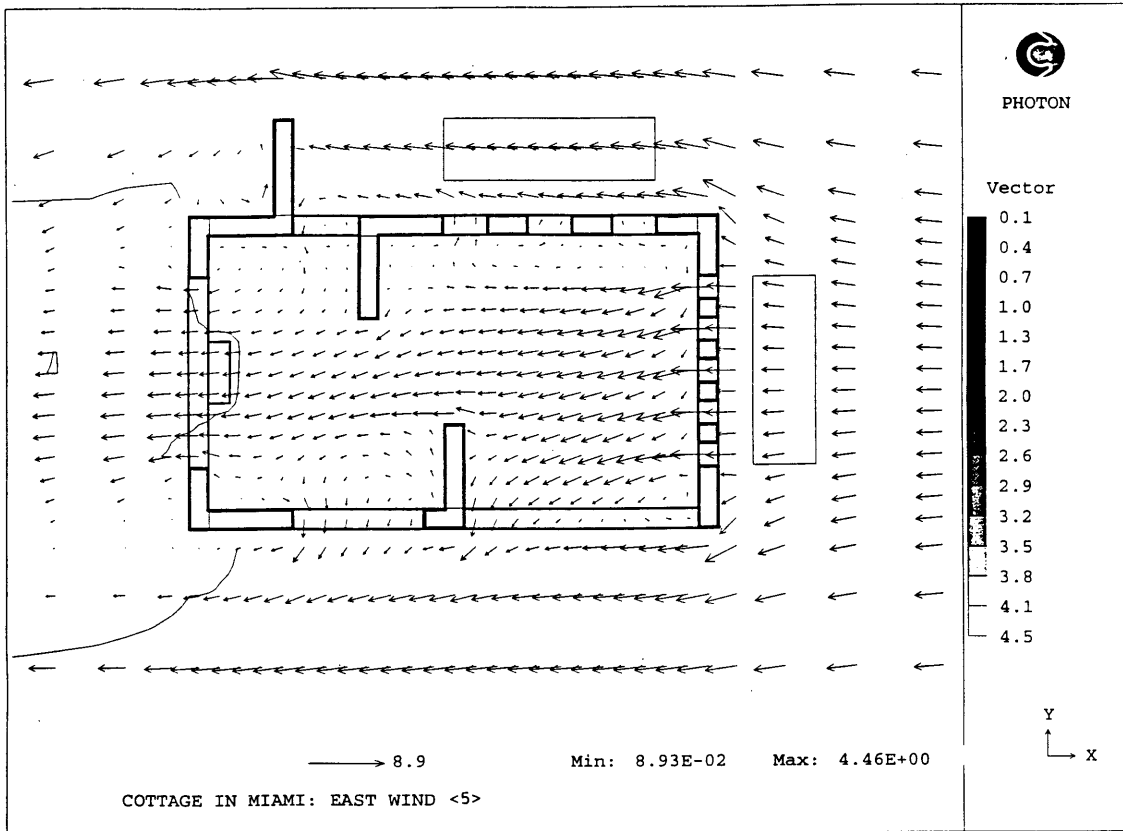 PHOTON
Vector
0.1
0.4
0.7
1.0
1.3
1.7
2.0
2.3
2.6
2.9
3.2
3.5
3.8
4.1
4.5
Y
X
8.9 Min: 8.93E-02 Max: 4.46E+00
COTTAGE IN MIAMI: EAST WIND <5>